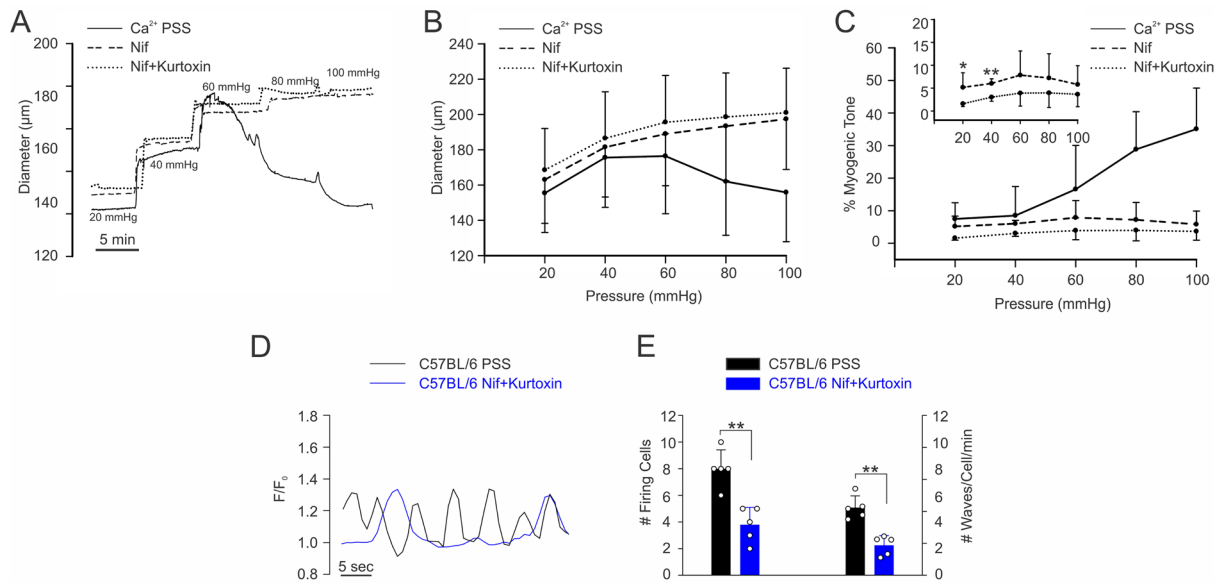 A
Ca²⁺ PSS
Nif
Nif+Kurtoxin
Diameter (µm)
200
180
160
140
120
20 mmHg
40 mmHg
60 mmHg
80 mmHg
100 mmHg
5 min
B
Ca²⁺ PSS
Nif
Nif+Kurtoxin
Diameter (µm)
240
220
200
180
160
140
120
20 40 60 80 100
Pressure (mmHg)
C
Ca²⁺ PSS
Nif
Nif+Kurtoxin
% Myogenic Tone
60
50
40
30
20
10
0
20 40 60 80 100
Pressure (mmHg)
20
15
10
5
0
* **
20 40 60 80 100
D
C57BL/6 PSS
C57BL/6 Nif+Kurtoxin
F/F₀
1.8
1.6
1.4
1.2
1.0
0.8
5 sec
E
C57BL/6 PSS
C57BL/6 Nif+Kurtoxin
# Firing Cells
12
10
8
6
4
2
0
**
**
12
10
8
6
4
2
0
# Waves/Cell/min